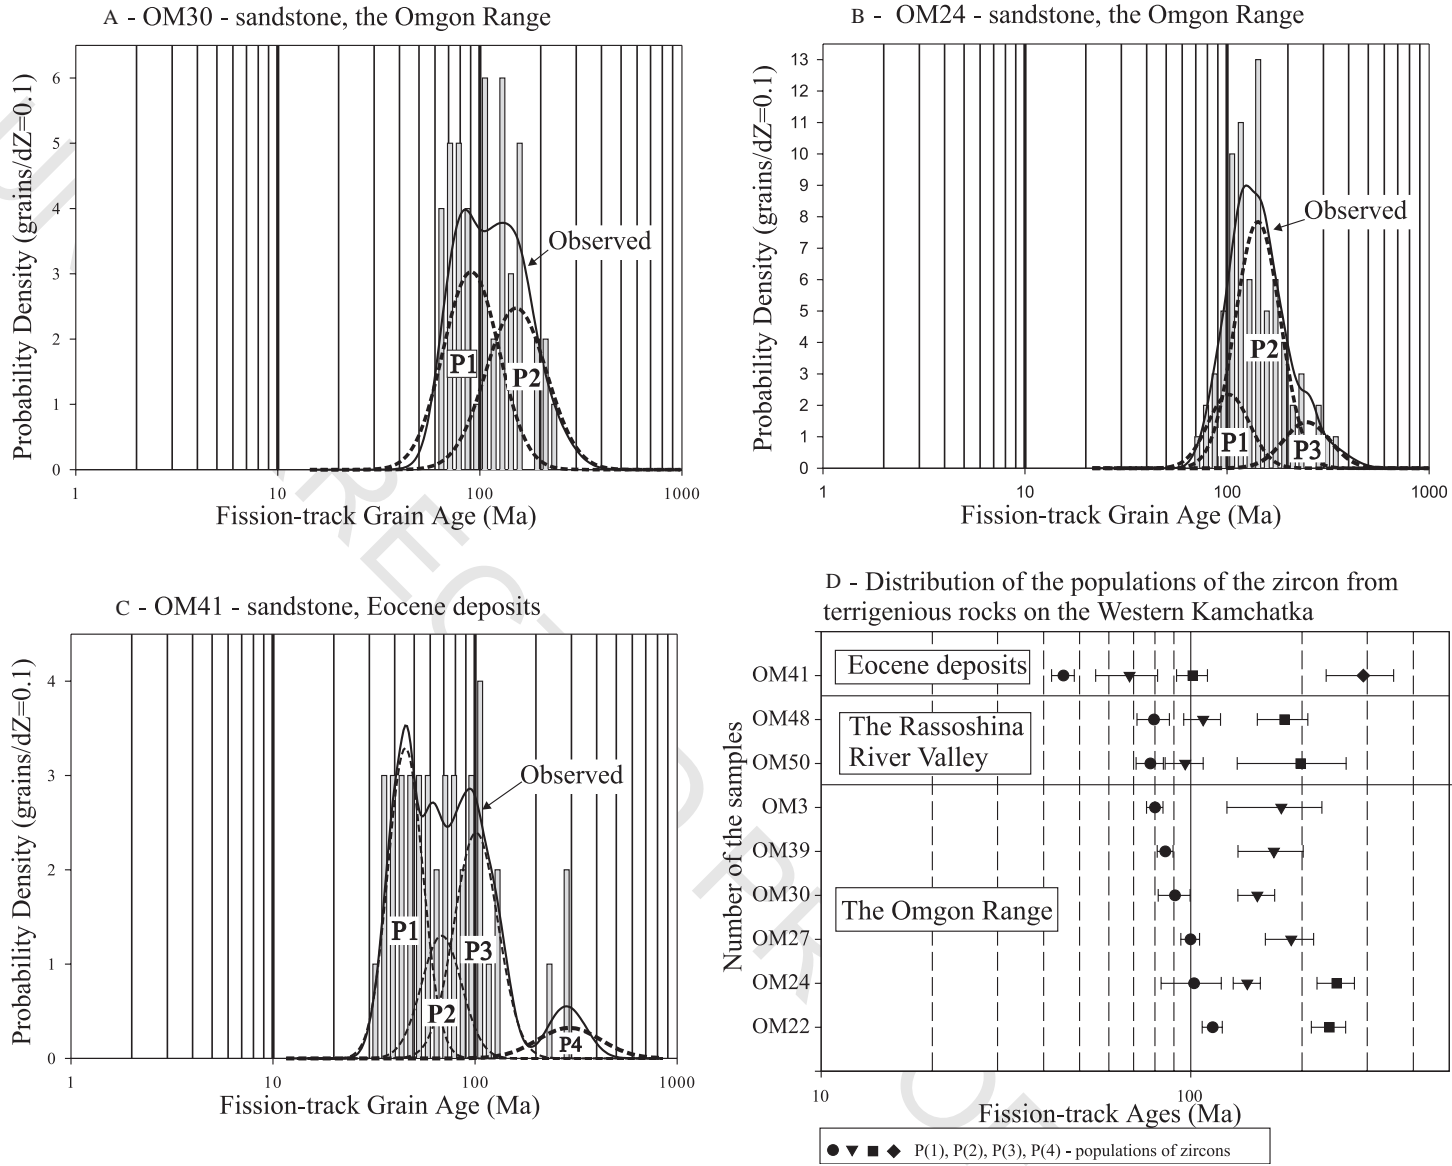 A - OM30 - sandstone, the Omgon Range
Probability Density (grains/dZ=0.1)
6
5
4
3
2
1
0
Observed
P1
P2
1
10
100
1000
Fission-track Grain Age (Ma)
B - OM24 - sandstone, the Omgon Range
Probability Density (grains/dZ=0.1)
13
12
11
10
9
8
7
6
5
4
3
2
1
0
Observed
P2
P1
P3
1
10
100
1000
Fission-track Grain Age (Ma)
C - OM41 - sandstone, Eocene deposits
Probability Density (grains/dZ=0.1)
4
3
2
1
0
Observed
P1
P3
P2
P4
1
10
100
1000
Fission-track Grain Age (Ma)
D - Distribution of the populations of the zircon from
terrigenious rocks on the Western Kamchatka
Number of the samples
OM41
OM48
OM50
OM3
OM39
OM30
OM27
OM24
OM22
Eocene deposits
The Rassoshina
River Valley
The Omgon Range
10
100
Fission-track Ages (Ma)
P(1), P(2), P(3), P(4) - populations of zircons